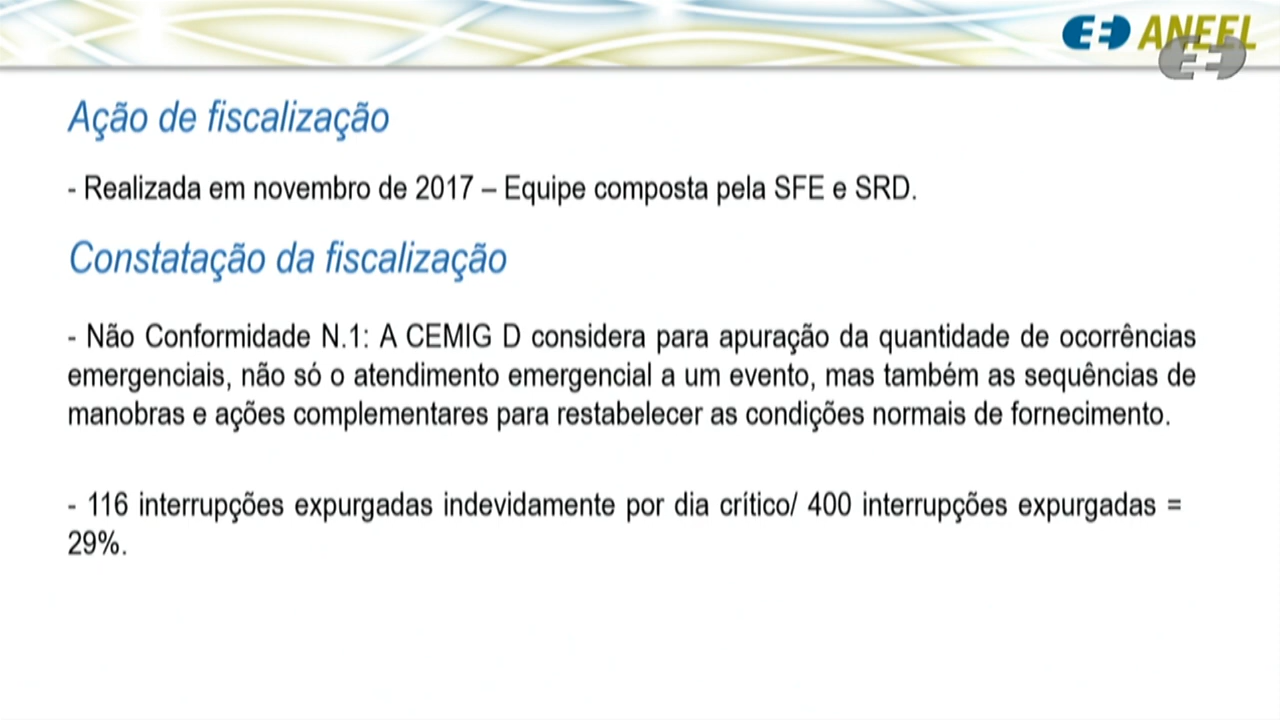 ANEEL
Ação de fiscalização
- Realizada em novembro de 2017 – Equipe composta pela SFE e SRD.
Constatação da fiscalização
- Não Conformidade N.1: A CEMIG D considera para apuração da quantidade de ocorrências
emergenciais, não só o atendimento emergencial a um evento, mas também as sequências de
manobras e ações complementares para restabelecer as condições normais de fornecimento.
- 116 interrupções expurgadas indevidamente por dia crítico/ 400 interrupções expurgadas =
29%.